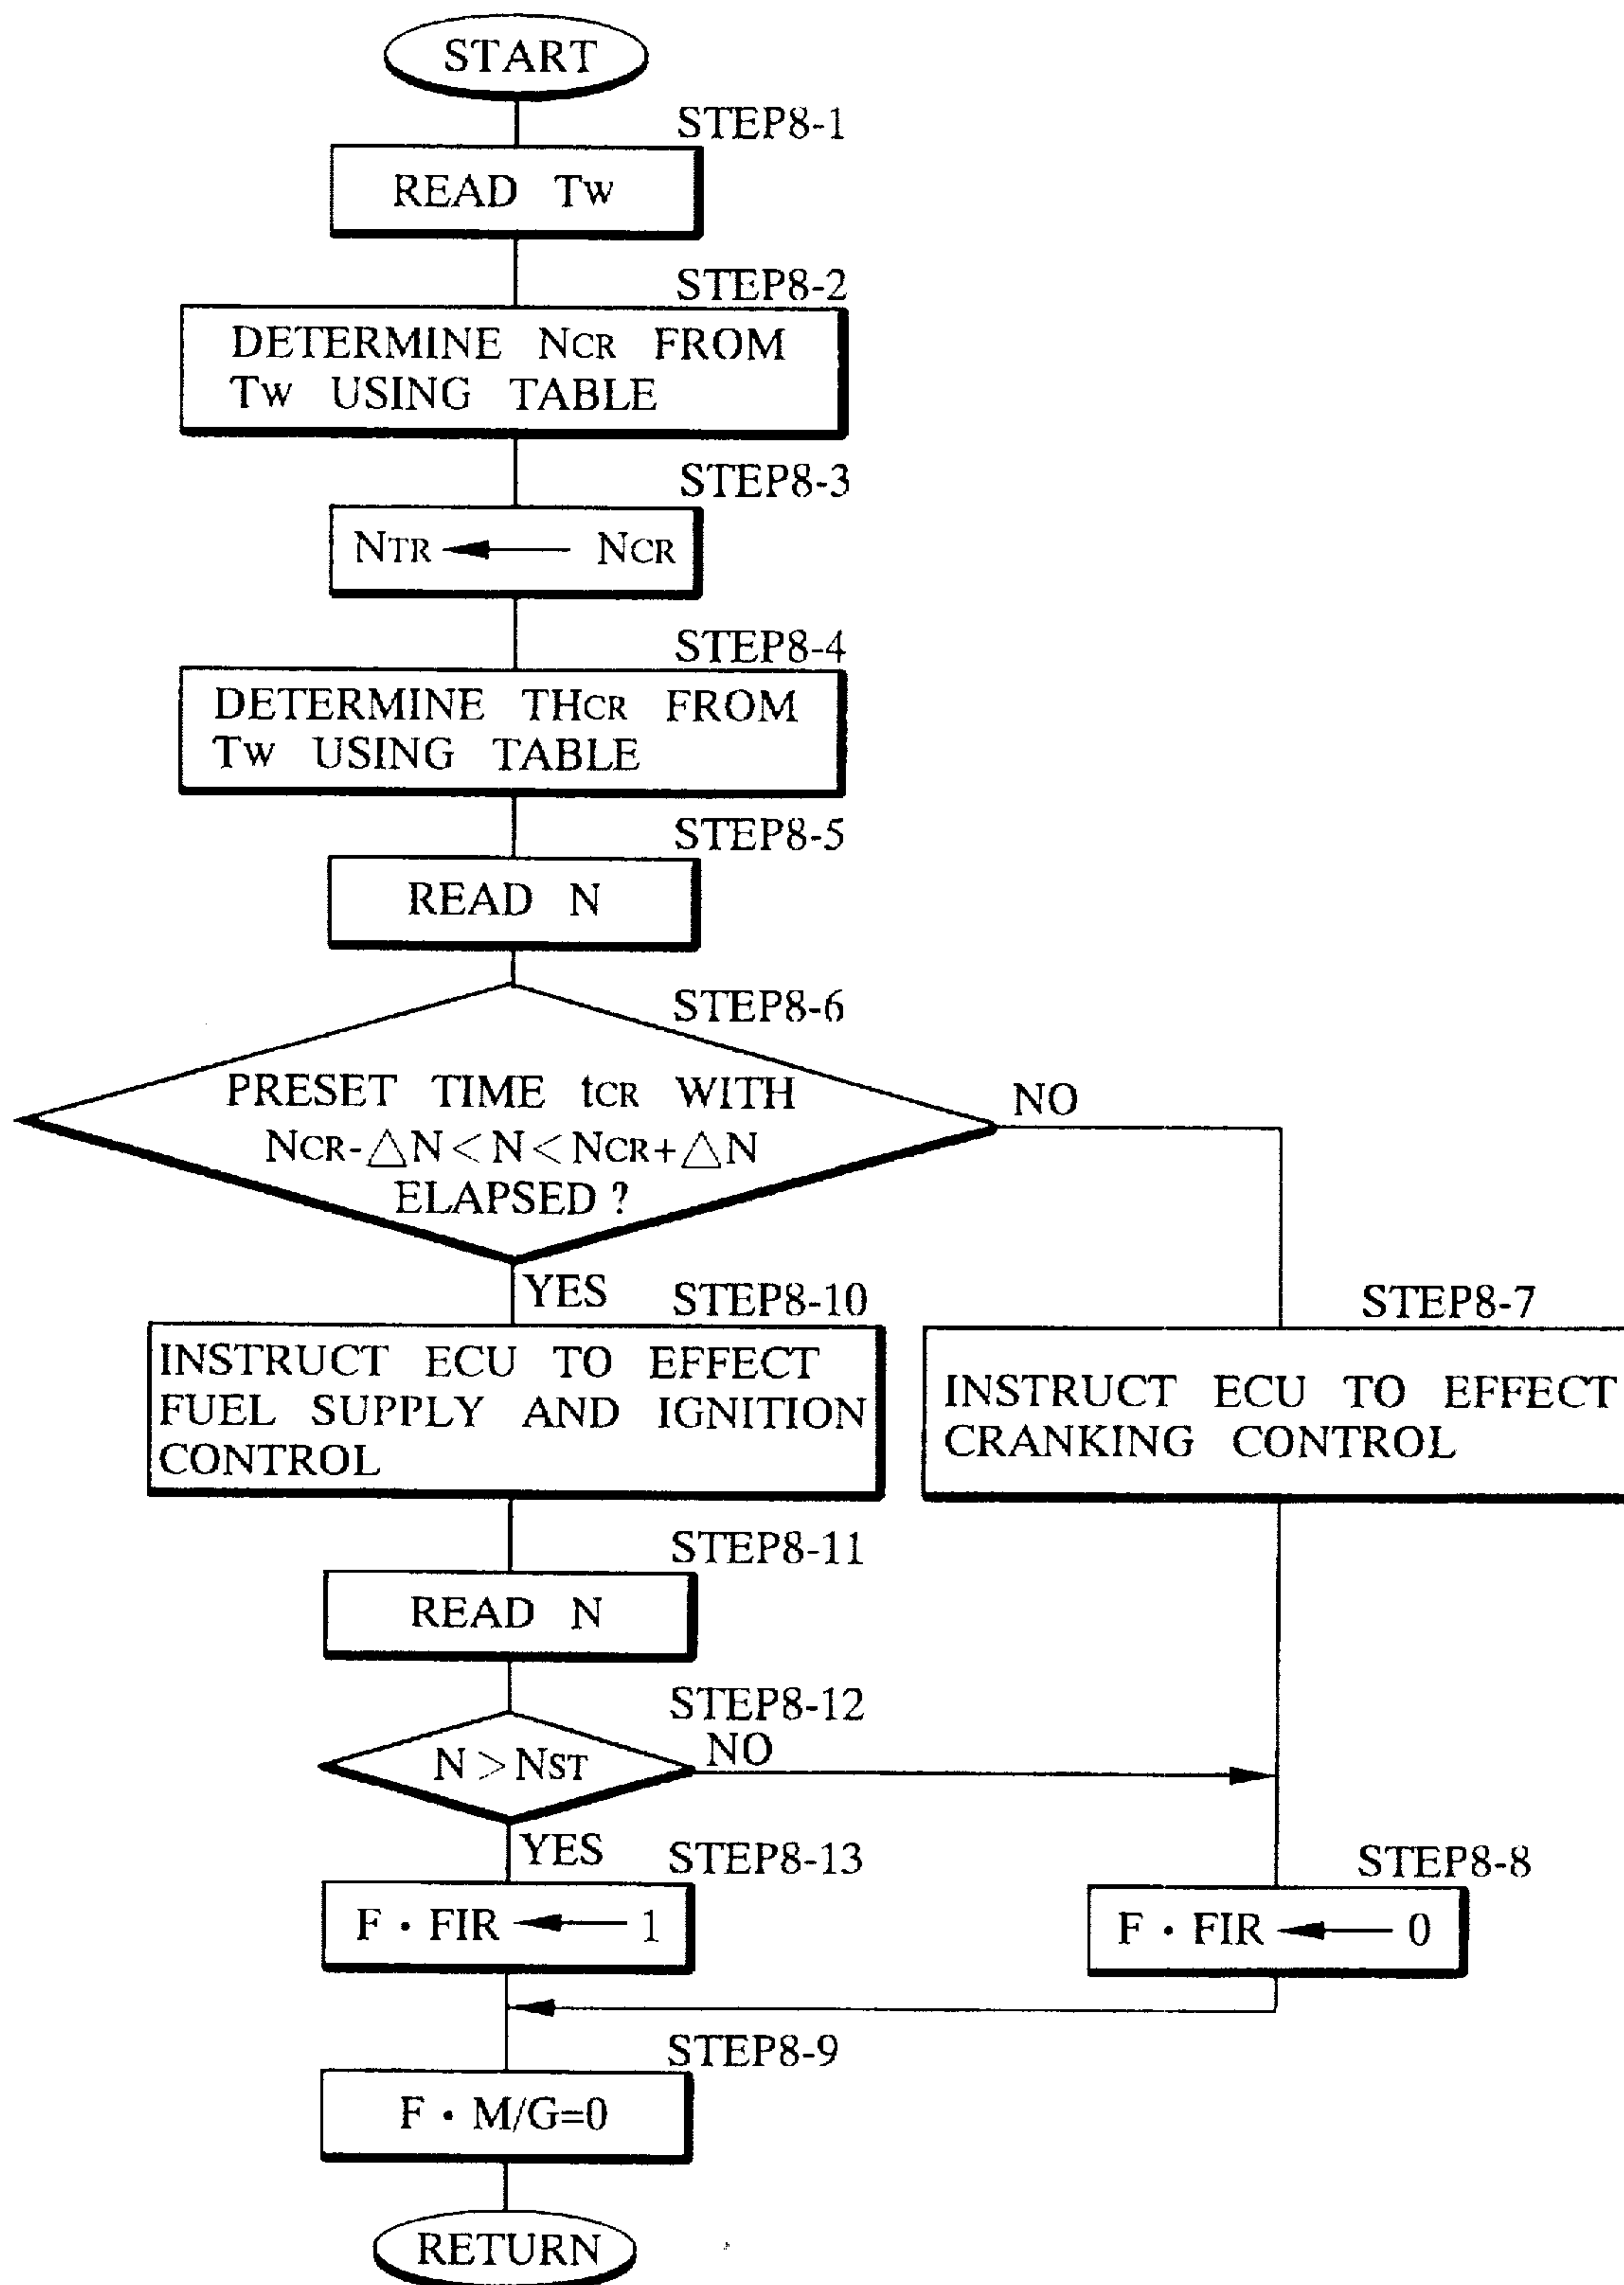 START
STEP8-1
READ TW
STEP8-2
DETERMINE NCR FROM
TW USING TABLE
STEP8-3
NTR ← NCR
STEP8-4
DETERMINE THCR FROM
TW USING TABLE
STEP8-5
READ N
STEP8-6
PRESET TIME tCR WITH
NCR-△N<N<NCR+△N
ELAPSED?
NO
YES
STEP8-10
INSTRUCT ECU TO EFFECT
FUEL SUPPLY AND IGNITION
CONTROL
STEP8-7
INSTRUCT ECU TO EFFECT
CRANKING CONTROL
STEP8-11
READ N
STEP8-12
N>NST
NO
YES
STEP8-13
F・FIR ← 1
STEP8-8
F・FIR ← 0
STEP8-9
F・M/G=0
RETURN